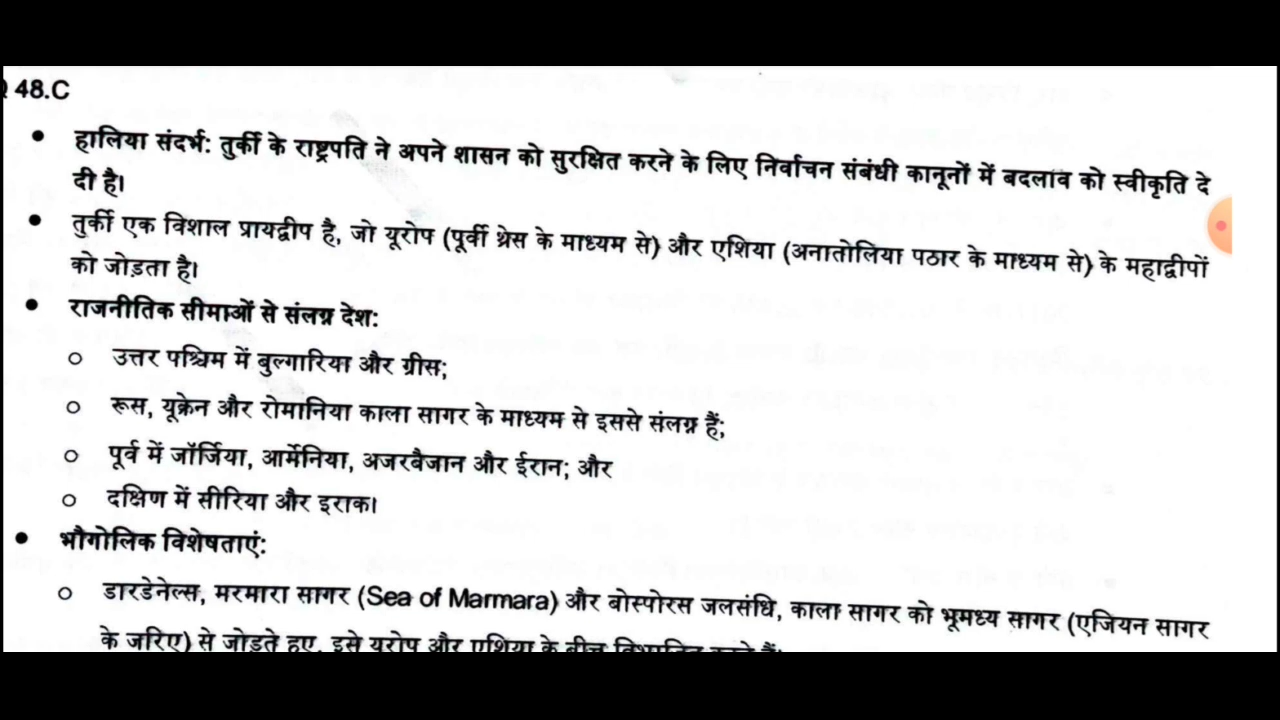 Q 48.C
• हालिया संदर्भ: तुर्की के राष्ट्रपति ने अपने शासन को सुरक्षित करने के लिए निर्वाचन संबंधी कानूनों में बदलाव को स्वीकृति दे
दी है।
• तुर्की एक विशाल प्रायद्वीप है, जो यूरोप (पूर्वी थ्रेस के माध्यम से) और एशिया (अनातोलिया पठार के माध्यम से) के महाद्वीपों
को जोड़ता है।
• राजनीतिक सीमाओं से संलग्न देश:
o उत्तर पश्चिम में बुल्गारिया और ग्रीस;
o रूस, यूक्रेन और रोमानिया काला सागर के माध्यम से इससे संलग्न हैं;
o पूर्व में जॉर्जिया, आर्मेनिया, अजरबैजान और ईरान; और
o दक्षिण में सीरिया और इराक।
• भौगोलिक विशेषताएं:
o डारडेनेल्स, मरमारा सागर (Sea of Marmara) और बोस्पोरस जलसंधि, काला सागर को भूमध्य सागर (एजियन सागर
के जरिए) से जोड़ते हुए, इसे यूरोप और एशिया के बीच विभाजित करते हैं;